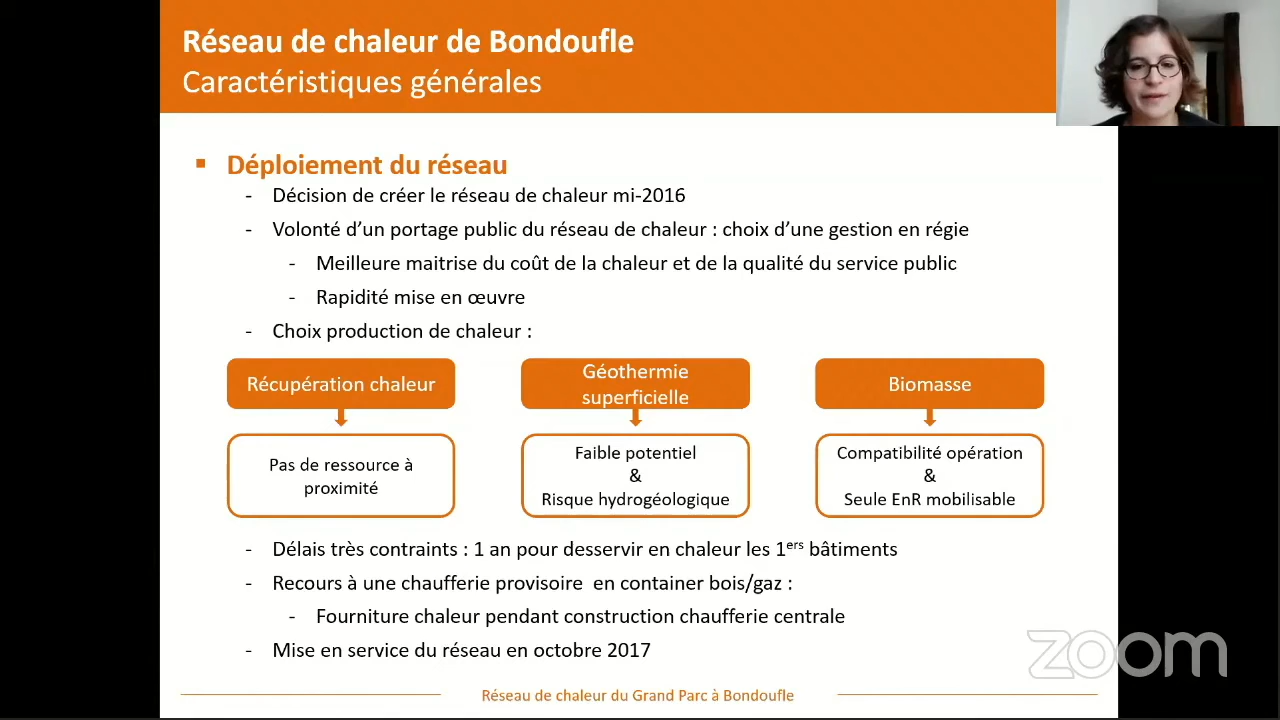 Réseau de chaleur de Bondoufle
Caractéristiques générales
▪ Déploiement du réseau
- Décision de créer le réseau de chaleur mi-2016
- Volonté d’un portage public du réseau de chaleur : choix d’une gestion en régie
- Meilleure maitrise du coût de la chaleur et de la qualité du service public
- Rapidité mise en œuvre
- Choix production de chaleur :
Récupération chaleur
Pas de ressource à
proximité
Géothermie
superficielle
Faible potentiel
&
Risque hydrogéologique
Biomasse
Compatibilité opération
&
Seule EnR mobilisable
- Délais très contraints : 1 an pour desservir en chaleur les 1ers bâtiments
- Recours à une chaufferie provisoire en container bois/gaz :
- Fourniture chaleur pendant construction chaufferie centrale
- Mise en service du réseau en octobre 2017
Réseau de chaleur du Grand Parc à Bondoufle
zoom